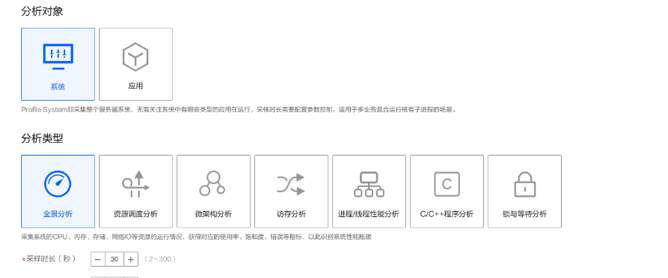 分析对象
系统
应用
Profile System即采集整个服务器系统，无需关注系统中有哪些类型的应用在运行，采样时长需要配置参数控制，适用于多业务混合运行核有子进程的场景。
分析类型
全景分析
资源调度分析
微架构分析
访存分析
进程/线程性能分析
C/C++程序分析
锁与等待分析
采集系统的CPU、内存、存储、网络IO等资源的运行情况，获得对应的使用率、饱和度、错误等指标，以此识别系统性能瓶颈
*采样时长（秒） － 30 ＋ （2~300）